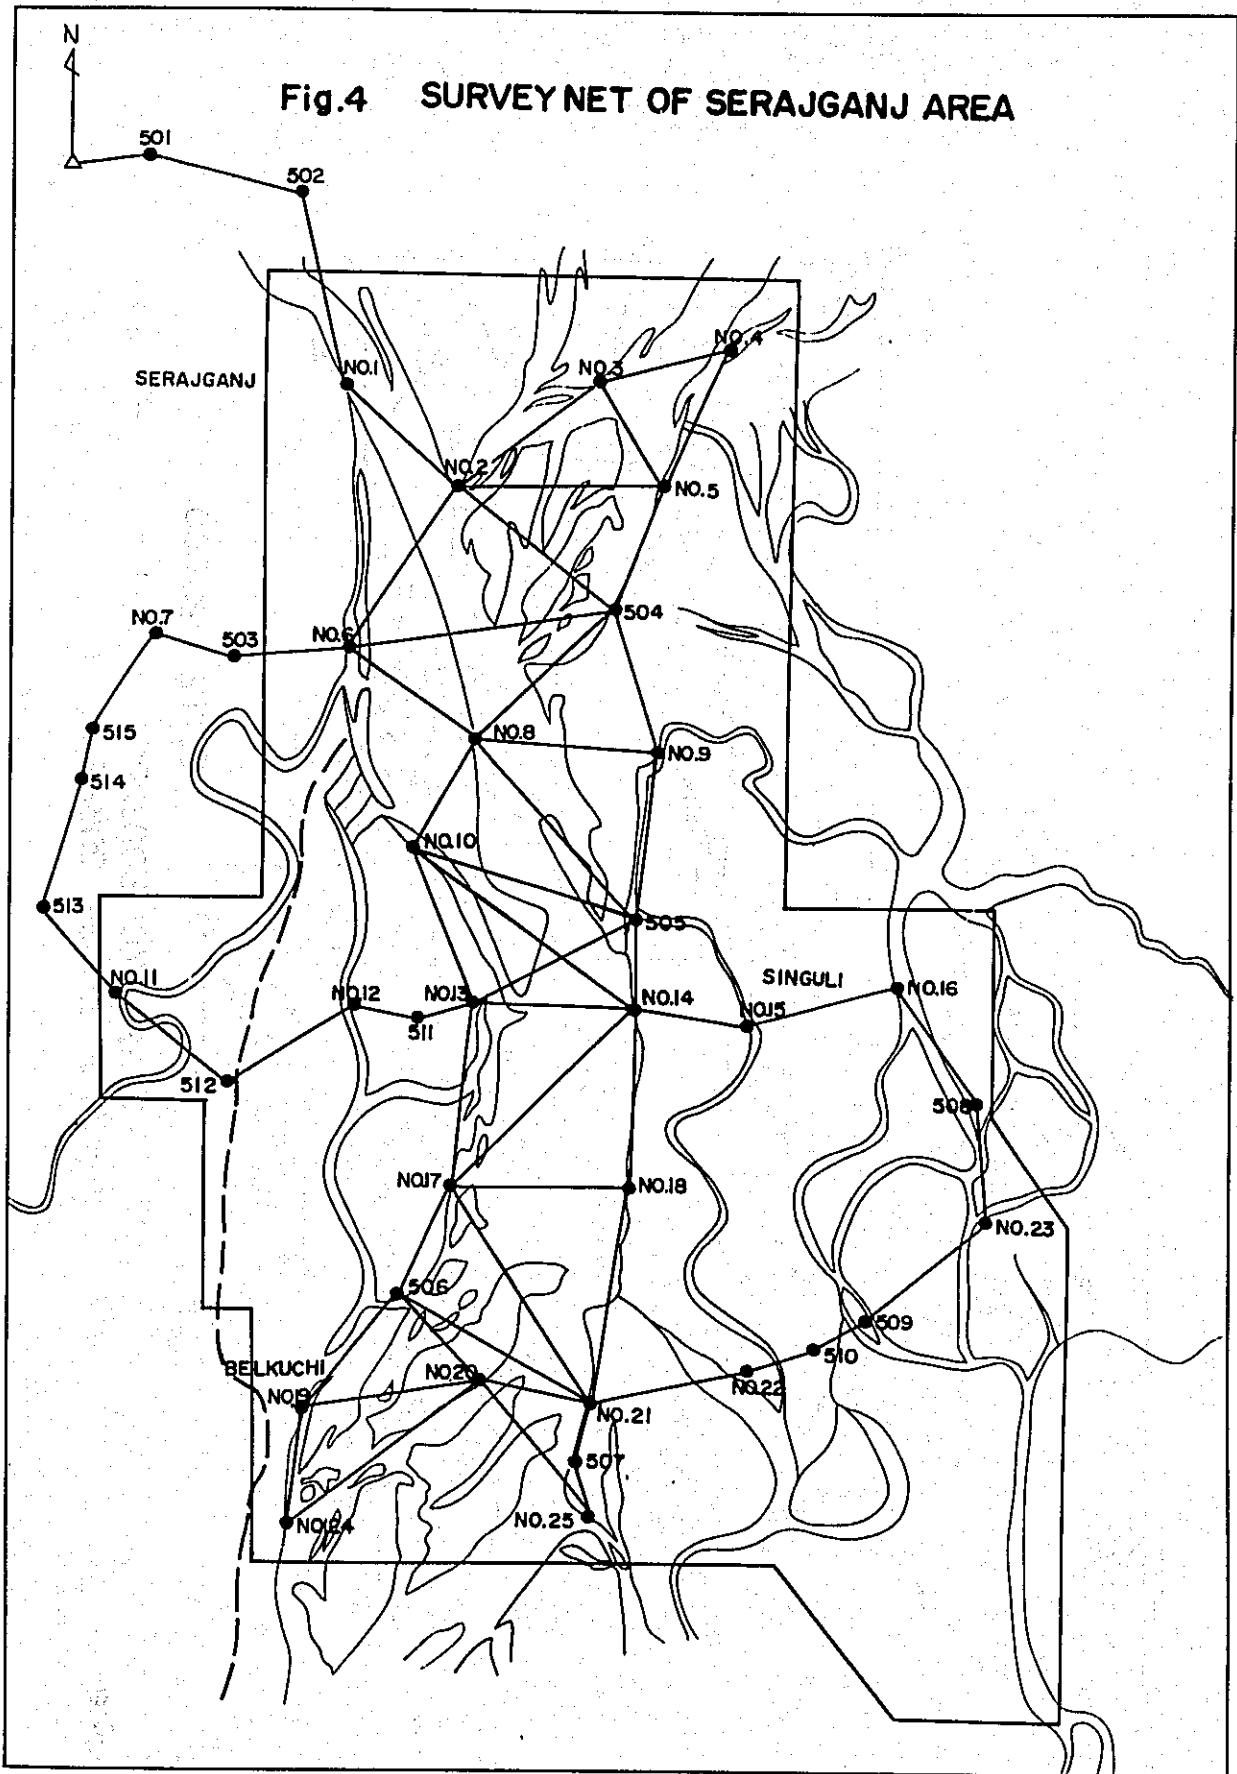 N
Fig.4 SURVEY NET OF SERAJGANJ AREA
501
502
NO.4
NO.3
NO.1
SERAJGANJ
NO.2
NO.5
504
NO.7
NO.6
503
515
NO.8
NO.9
514
NO.10
513
505
NO.11
SINGULI
NO.12
NO.13
NO.14
NO.16
NO.15
511
512
508
NO.17
NO.18
NO.23
506
509
510
BELKUCHI
NO.20
NO.22
NO.19
NO.21
507
NO.24
NO.25